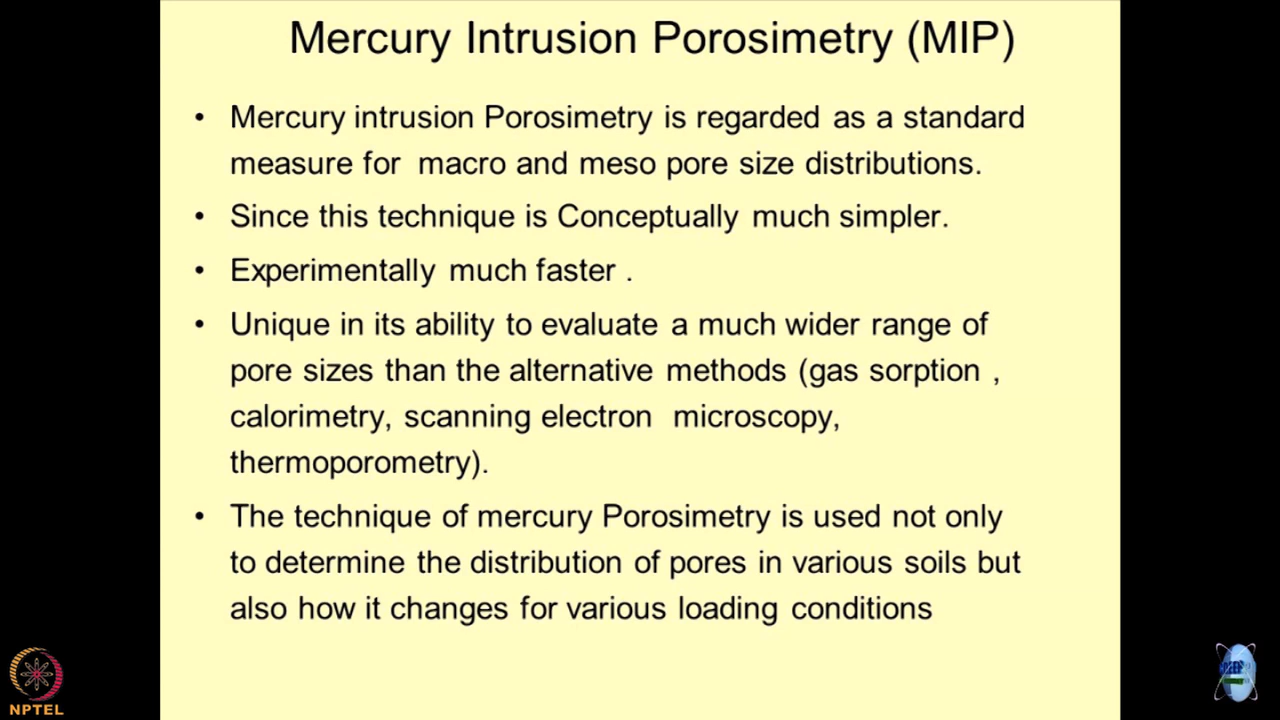 Mercury Intrusion Porosimetry (MIP)
• Mercury intrusion Porosimetry is regarded as a standard
measure for macro and meso pore size distributions.
• Since this technique is Conceptually much simpler.
• Experimentally much faster .
• Unique in its ability to evaluate a much wider range of
pore sizes than the alternative methods (gas sorption ,
calorimetry, scanning electron microscopy,
thermoporometry).
• The technique of mercury Porosimetry is used not only
to determine the distribution of pores in various soils but
also how it changes for various loading conditions
NPTEL